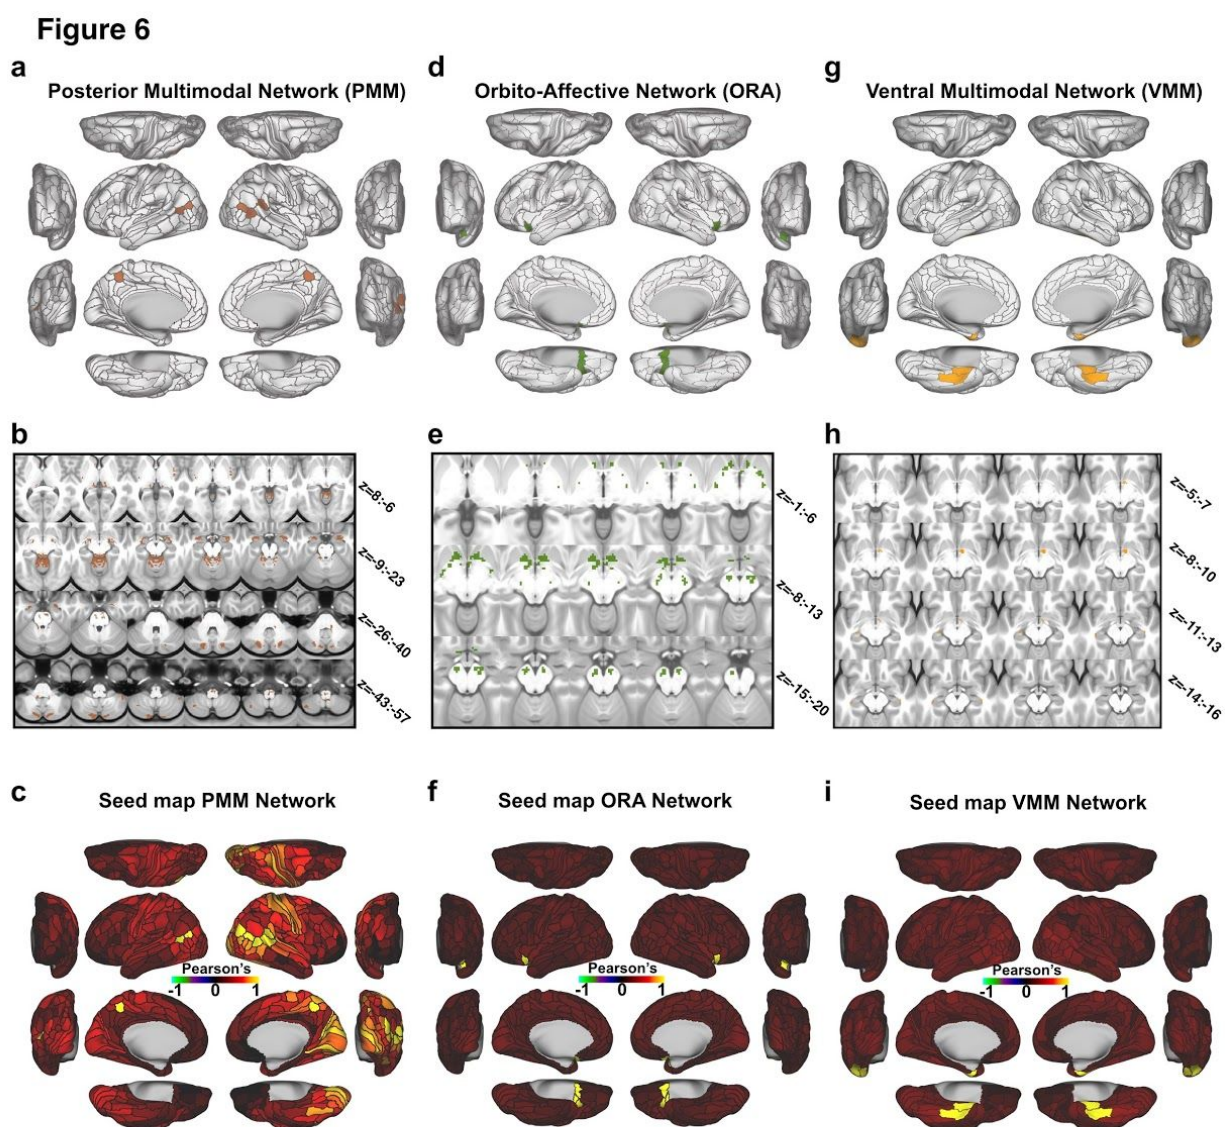 Figure 6
a
Posterior Multimodal Network (PMM)
d
Orbito-Affective Network (ORA)
g
Ventral Multimodal Network (VMM)
b
z=8:-6
z=-9:-23
z=-26:-40
z=-43:-57
e
z=-1:-6
z=-8:-13
z=-15:-20
h
z=-5:-7
z=-8:-10
z=-11:-13
z=-14:-16
c
Seed map PMM Network
Pearson's
-1 0 1
f
Seed map ORA Network
Pearson's
-1 0 1
i
Seed map VMM Network
Pearson's
-1 0 1